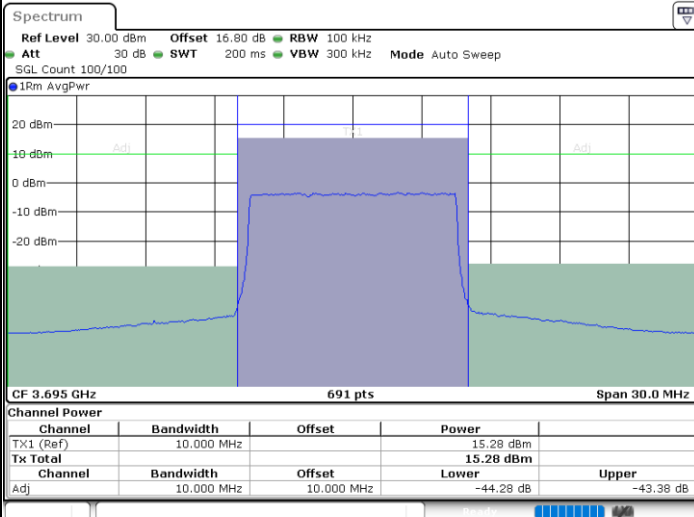 Spectrum
Ref Level 30.00 dBm Offset 16.80 dB RBW 100 kHz
Att 30 dB SWT 200 ms VBW 300 kHz Mode Auto Sweep
SGL Count 100/100
1Rm AvgPwr
20 dBm
TX1
10 dBm
Adj
Adj
0 dBm
-10 dBm
-20 dBm
CF 3.695 GHz 691 pts Span 30.0 MHz
Channel Power
Channel Bandwidth Offset Power
TX1 (Ref) 10.000 MHz 15.28 dBm
Tx Total 15.28 dBm
Channel Bandwidth Offset Lower Upper
Adj 10.000 MHz 10.000 MHz -44.28 dB -43.38 dB
Ready